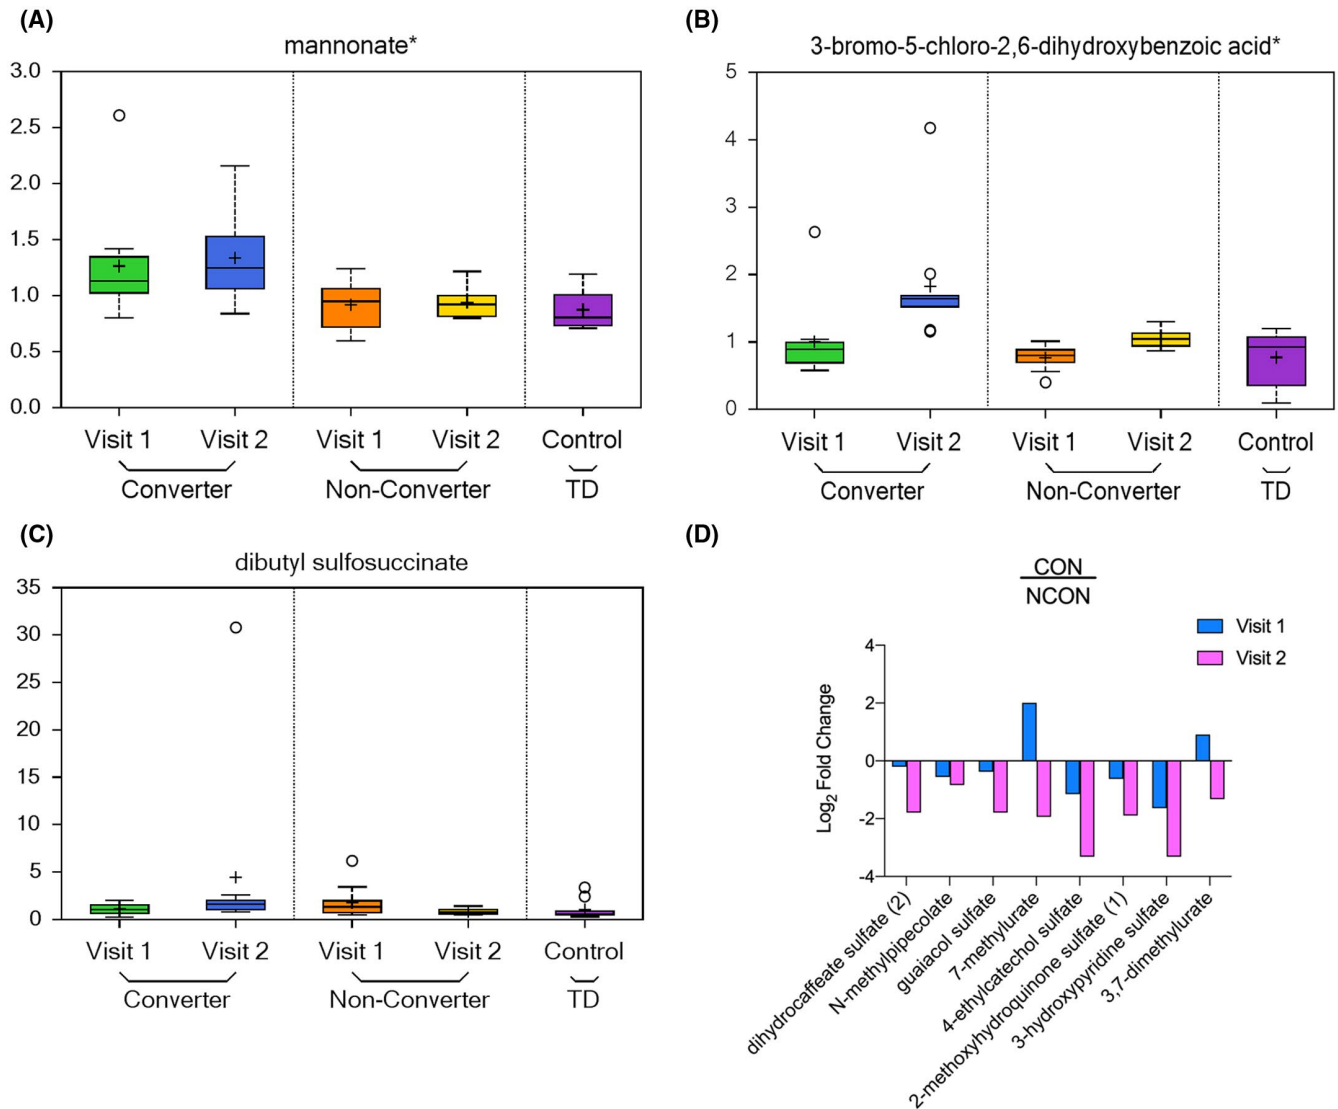 (A)
mannonate*
3.0
2.5
2.0
1.5
1.0
0.5
0.0
Visit 1 Visit 2 Visit 1 Visit 2 Control
Converter Non-Converter TD
(B)
3-bromo-5-chloro-2,6-dihydroxybenzoic acid*
5
4
3
2
1
0
Visit 1 Visit 2 Visit 1 Visit 2 Control
Converter Non-Converter TD
(C)
dibutyl sulfosuccinate
35
30
25
20
15
10
5
0
Visit 1 Visit 2 Visit 1 Visit 2 Control
Converter Non-Converter TD
(D)
CON
NCON
Visit 1
Visit 2
Log2 Fold Change
4
2
0
-2
-4
dihydrocaffeate sulfate (2)
N-methylpipecolate
guaiacol sulfate
7-methylurate
4-ethylcatechol sulfate
2-methoxyhydroquinone sulfate (1)
3-hydroxypyridine sulfate
3,7-dimethylurate